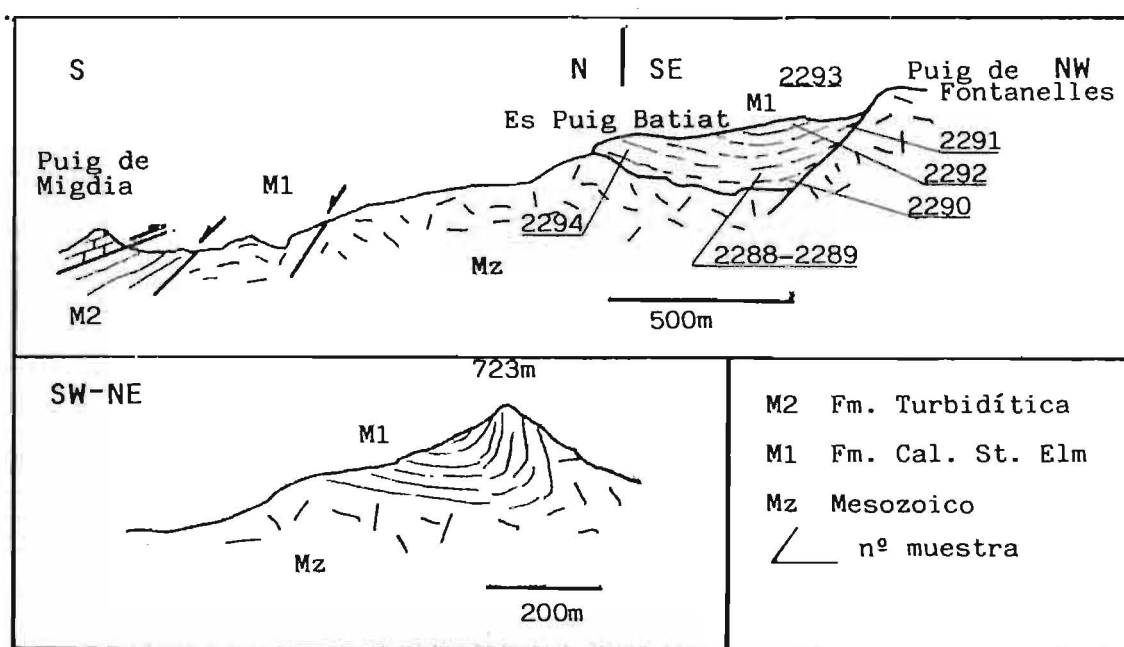 S
N
SE
2293
Puig de
NW
Fontanelles
M1
Es Puig Batiat
2291
Puig de
Migdia
M1
2292
2290
2294
2288-2289
Mz
M2
500m
SW-NE
723m
M1
Mz
200m
M2 Fm. Turbidítica
M1 Fm. Cal. St. Elm
Mz Mesozoico
nº muestra